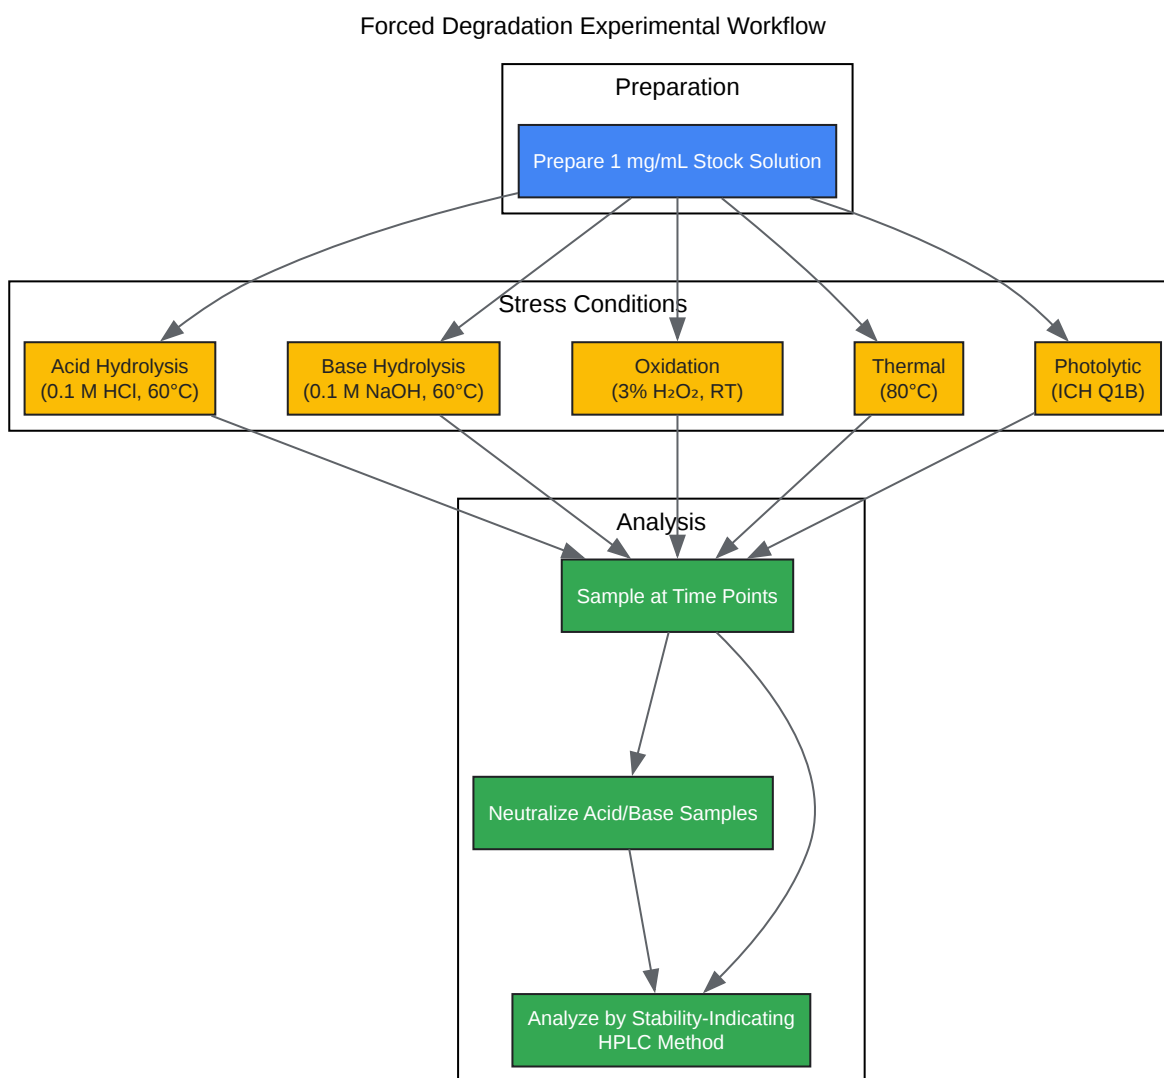 Forced Degradation Experimental Workflow
Preparation
Prepare 1 mg/mL Stock Solution
Stress Conditions
Acid Hydrolysis
(0.1 M HCl, 60°C)
Base Hydrolysis
(0.1 M NaOH, 60°C)
Oxidation
(3% H₂O₂, RT)
Thermal
(80°C)
Photolytic
(ICH Q1B)
Analysis
Sample at Time Points
Neutralize Acid/Base Samples
Analyze by Stability-Indicating
HPLC Method